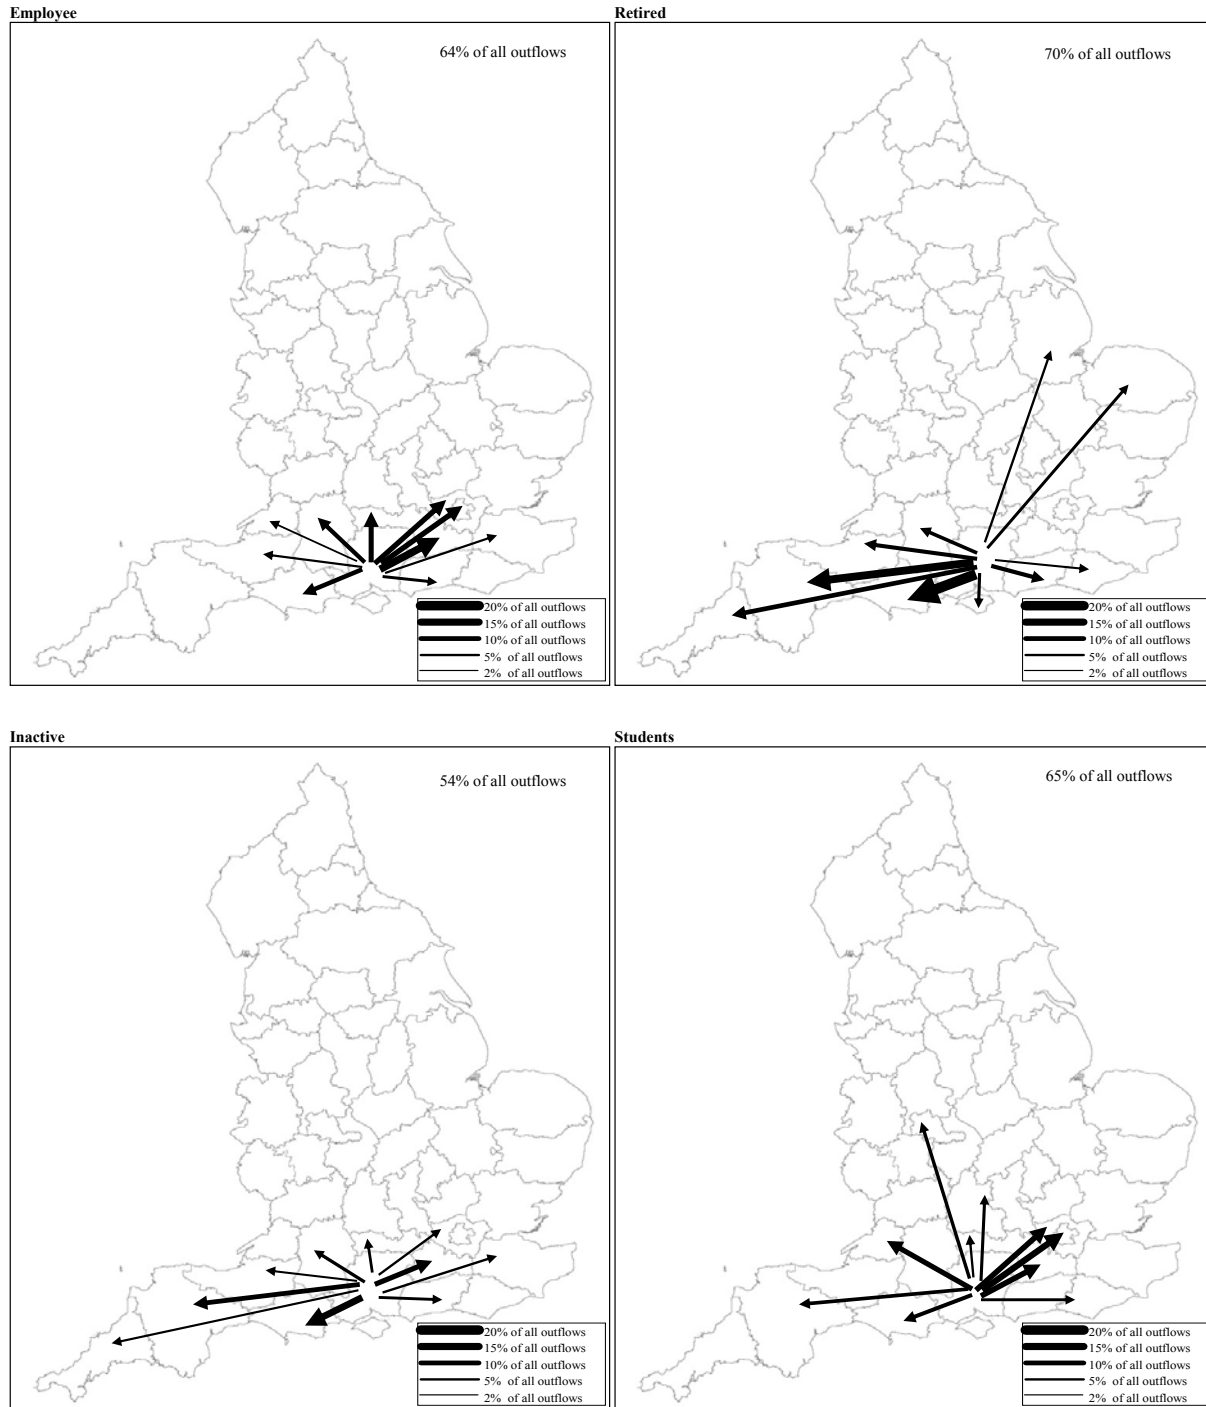 Employee
64% of all outflows
20% of all outflows
15% of all outflows
10% of all outflows
5% of all outflows
2% of all outflows
Retired
70% of all outflows
20% of all outflows
15% of all outflows
10% of all outflows
5% of all outflows
2% of all outflows
Inactive
54% of all outflows
20% of all outflows
15% of all outflows
10% of all outflows
5% of all outflows
2% of all outflows
Students
65% of all outflows
20% of all outflows
15% of all outflows
10% of all outflows
5% of all outflows
2% of all outflows